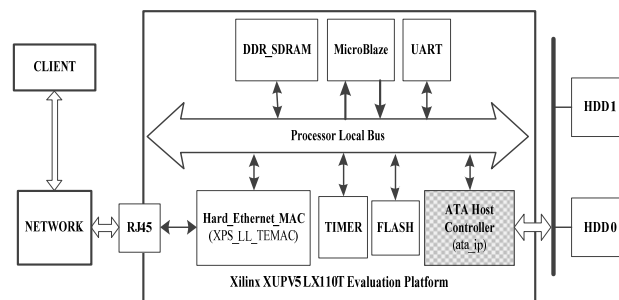 CLIENT
DDR_SDRAM
MicroBlaze
UART
HDD1
Processor Local Bus
NETWORK
RJ45
Hard_Ethernet_MAC
(XPS_LL_TEMAC)
TIMER
FLASH
ATA Host
Controller
(ata_ip)
HDD0
Xilinx XUPV5 LX110T Evaluation Platform